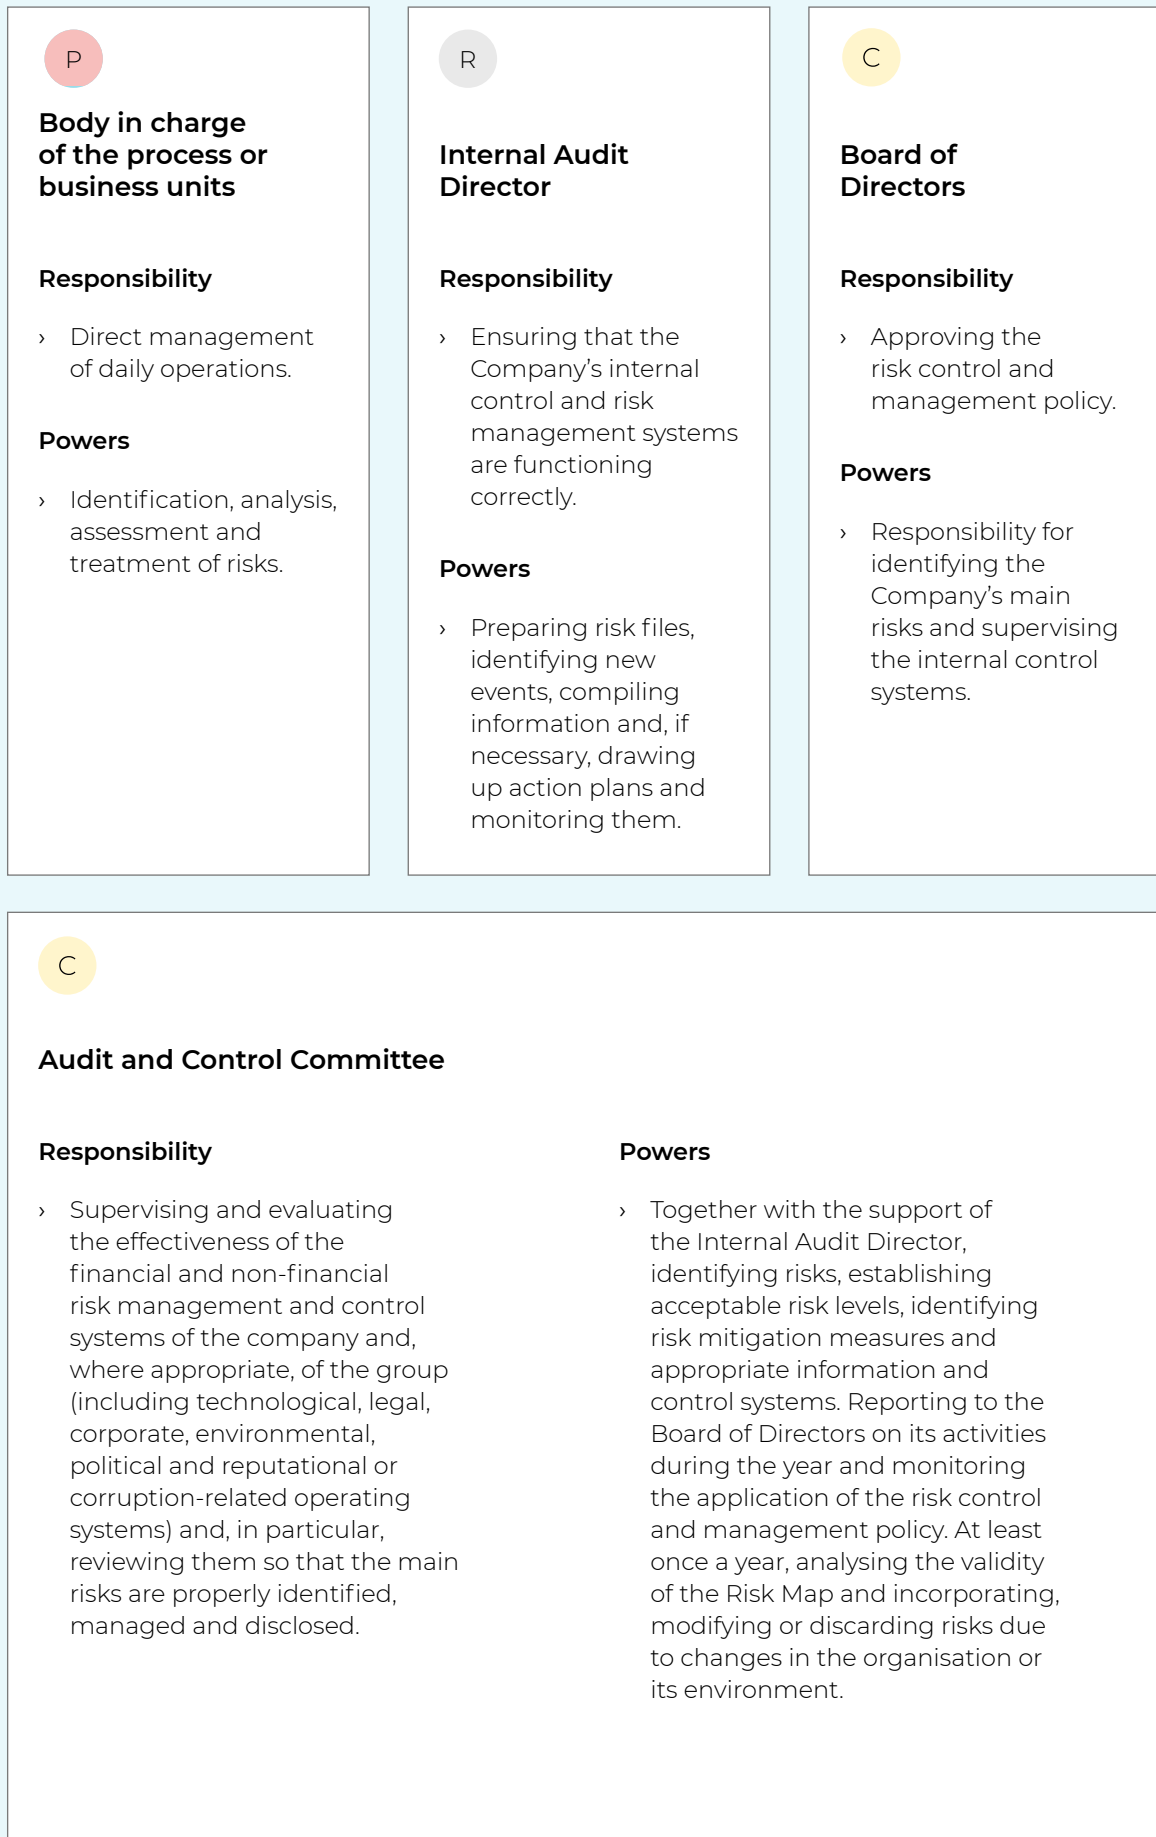 P
Body in charge
of the process or
business units
Responsibility
› Direct management
of daily operations.
Powers
› Identification, analysis,
assessment and
treatment of risks.
R
Internal Audit
Director
Responsibility
› Ensuring that the
Company’s internal
control and risk
management systems
are functioning
correctly.
Powers
› Preparing risk files,
identifying new
events, compiling
information and, if
necessary, drawing
up action plans and
monitoring them.
C
Board of
Directors
Responsibility
› Approving the
risk control and
management policy.
Powers
› Responsibility for
identifying the
Company’s main
risks and supervising
the internal control
systems.
C
Audit and Control Committee
Responsibility
› Supervising and evaluating
the effectiveness of the
financial and non-financial
risk management and control
systems of the company and,
where appropriate, of the group
(including technological, legal,
corporate, environmental,
political and reputational or
corruption-related operating
systems) and, in particular,
reviewing them so that the main
risks are properly identified,
managed and disclosed.
Powers
› Together with the support of
the Internal Audit Director,
identifying risks, establishing
acceptable risk levels, identifying
risk mitigation measures and
appropriate information and
control systems. Reporting to the
Board of Directors on its activities
during the year and monitoring
the application of the risk control
and management policy. At least
once a year, analysing the validity
of the Risk Map and incorporating,
modifying or discarding risks due
to changes in the organisation or
its environment.